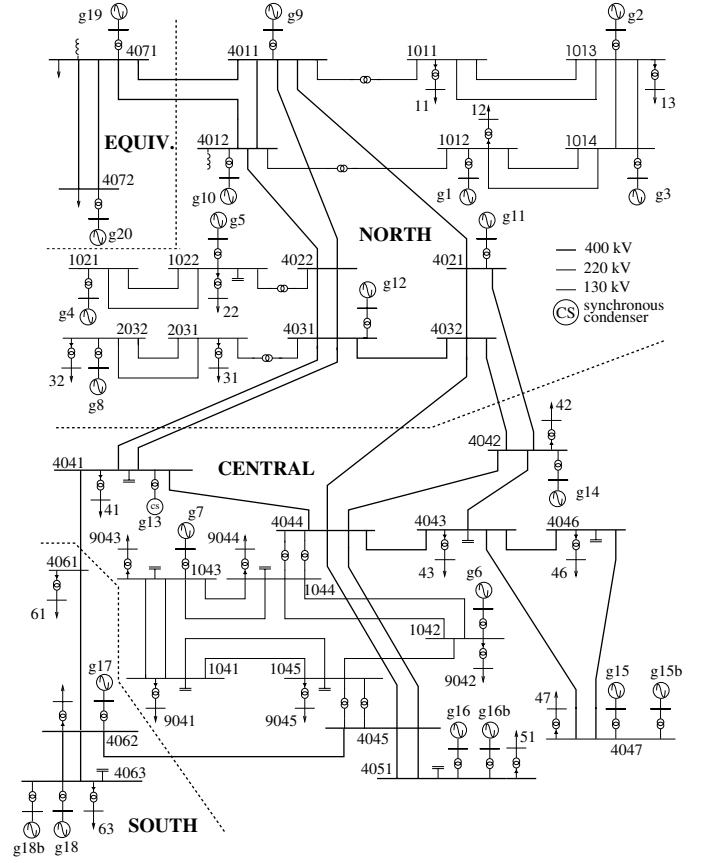 g19
g9
g2
4071
4011
1011
1013
11
12
13
EQUIV.
4012
1012
1014
4072
g10
g1
g3
g20
g5
NORTH
g11
400 kV
1021
1022
4022
4021
220 kV
g12
130 kV
g4
22
CS
synchronous
condenser
2032
2031
4031
4032
32
g8
31
42
4042
4041
CENTRAL
41
cs
g13
g14
g7
4044
4043
4046
9043
9044
4061
1043
43
46
1044
g6
61
1042
g17
1041
1045
9042
g15
g15b
47
9041
9045
g16
g16b
51
4062
4045
4047
4063
4051
63
SOUTH
g18b
g18